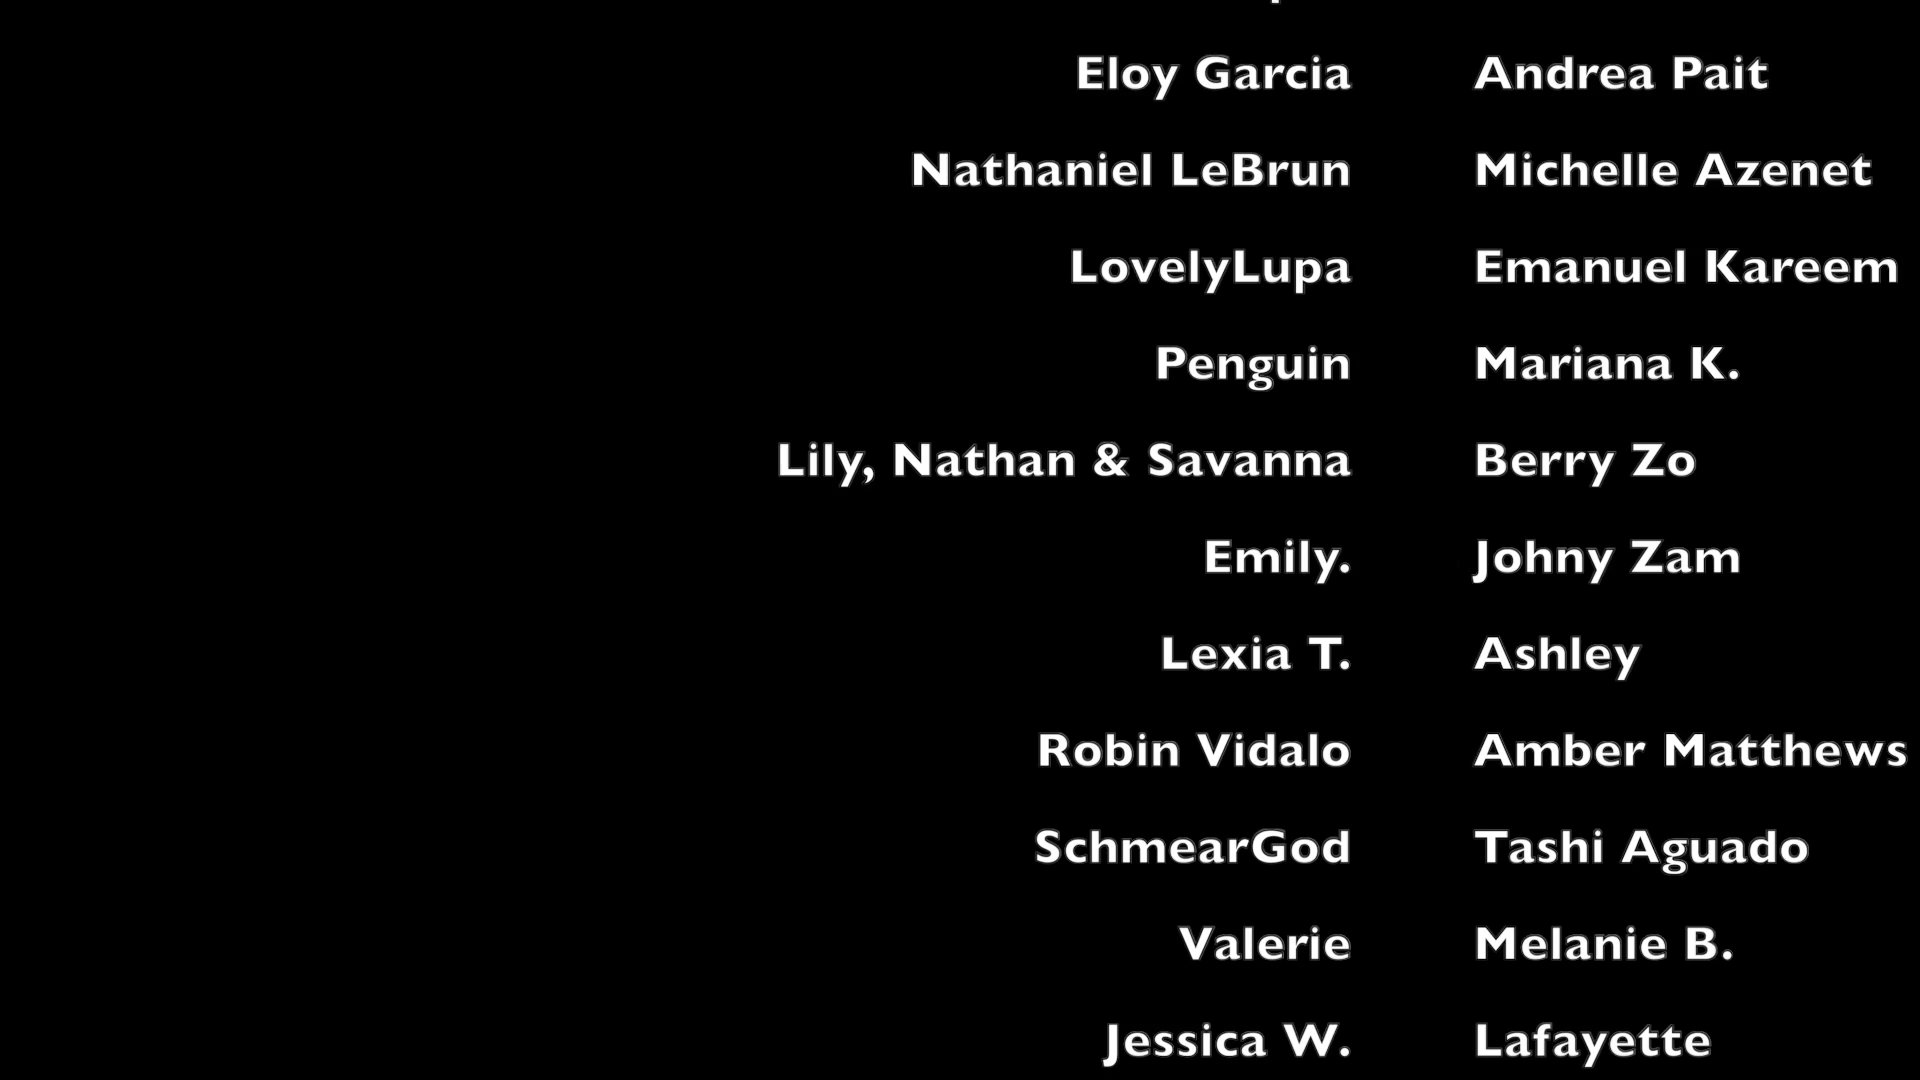 Eloy Garcia Andrea Pait
Nathaniel LeBrun Michelle Azenet
LovelyLupa Emanuel Kareem
Penguin Mariana K.
Lily, Nathan & Savanna Berry Zo
Emily. Johny Zam
Lexia T. Ashley
Robin Vidalo Amber Matthews
SchmearGod Tashi Aguado
Valerie Melanie B.
Jessica W. Lafayette